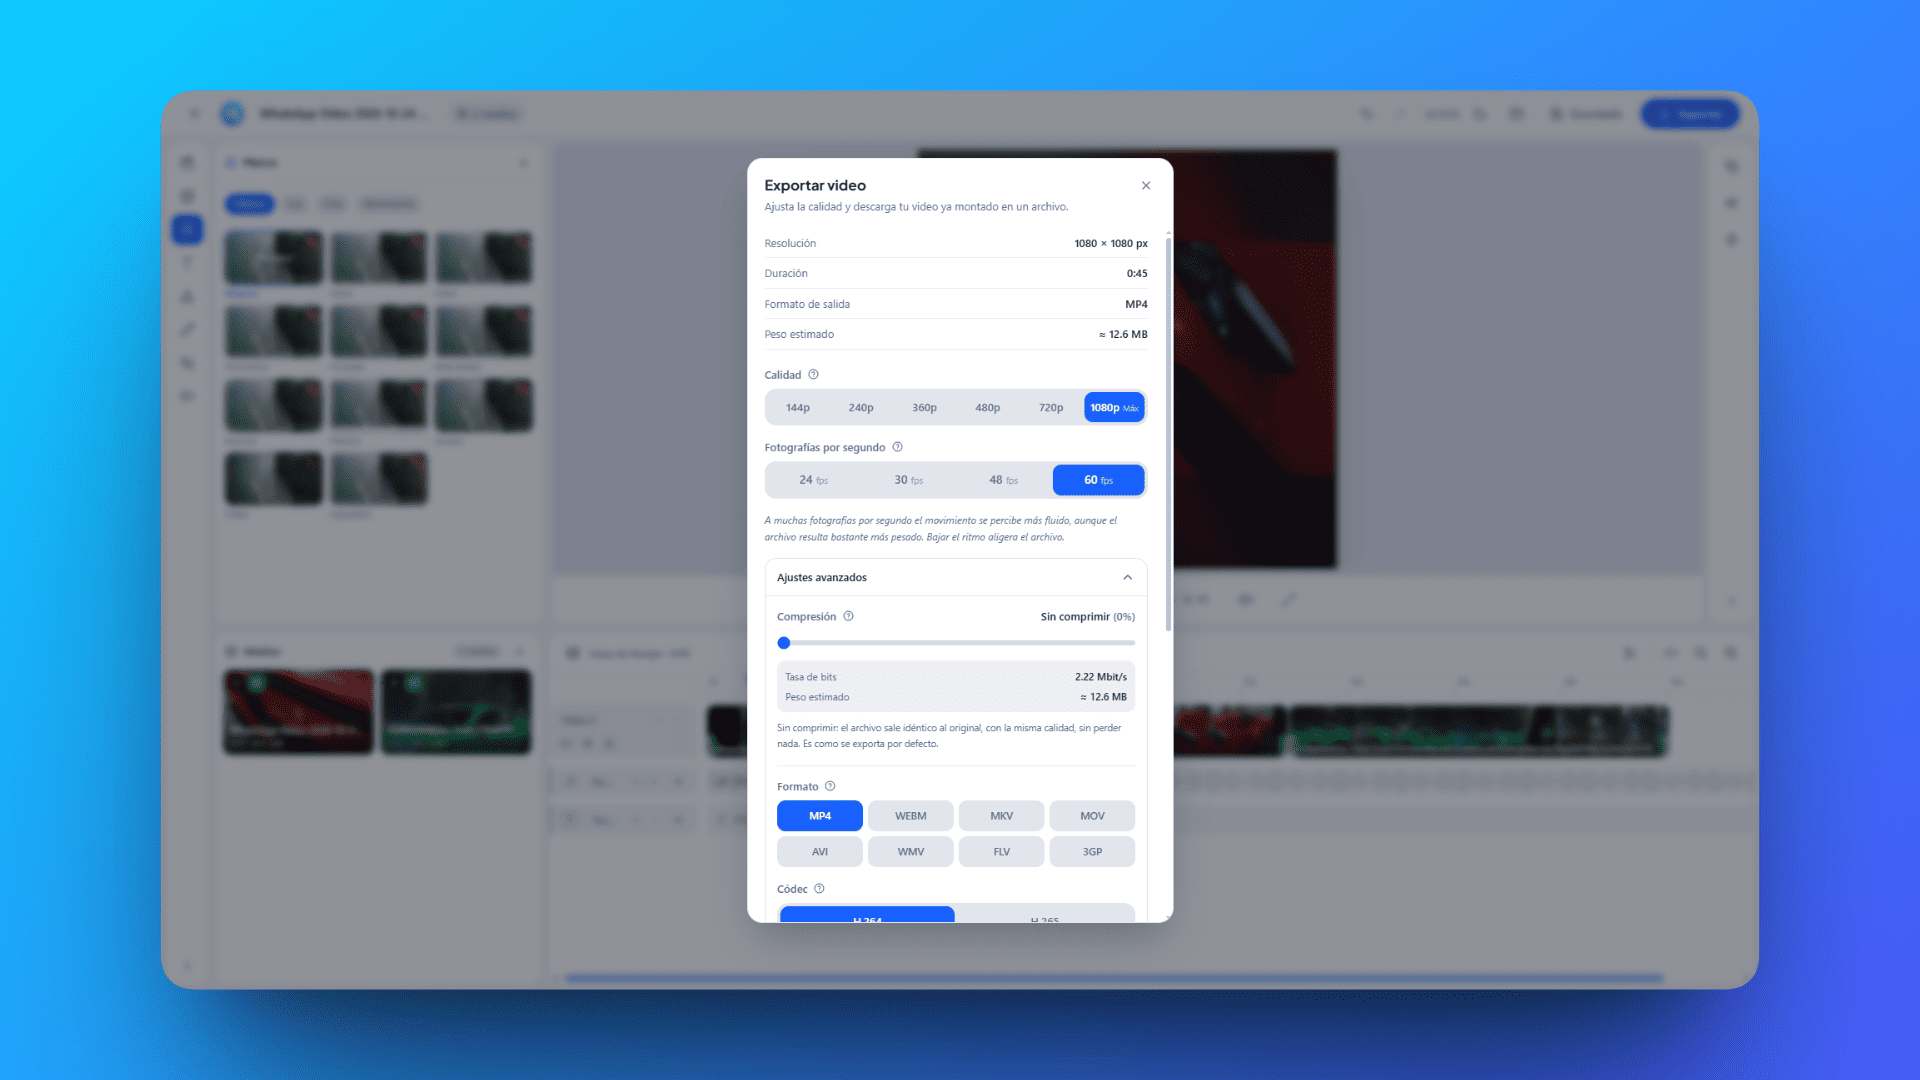 Exportar video
Ajusta la calidad y descarga tu video ya montado en un archivo.
Resolución 1080 × 1080 px
Duración 0:45
Formato de salida MP4
Peso estimado ≈ 12.6 MB
Calidad
144p 240p 360p 480p 720p 1080p Máx
Fotografías por segundo
24 fps 30 fps 48 fps 60 fps
A muchas fotografías por segundo el movimiento se percibe más fluido, aunque el
archivo resulta bastante más pesado. Bajar el ritmo aligera el archivo.
Ajustes avanzados
Compresión Sin comprimir (0%)
Tasa de bits 2.22 Mbit/s
Peso estimado ≈ 12.6 MB
Sin comprimir: el archivo sale idéntico al original, con la misma calidad, sin perder
nada. Es como se exporta por defecto.
Formato
MP4 WEBM MKV MOV
AVI WMV FLV 3GP
Códec
H.264 H.265